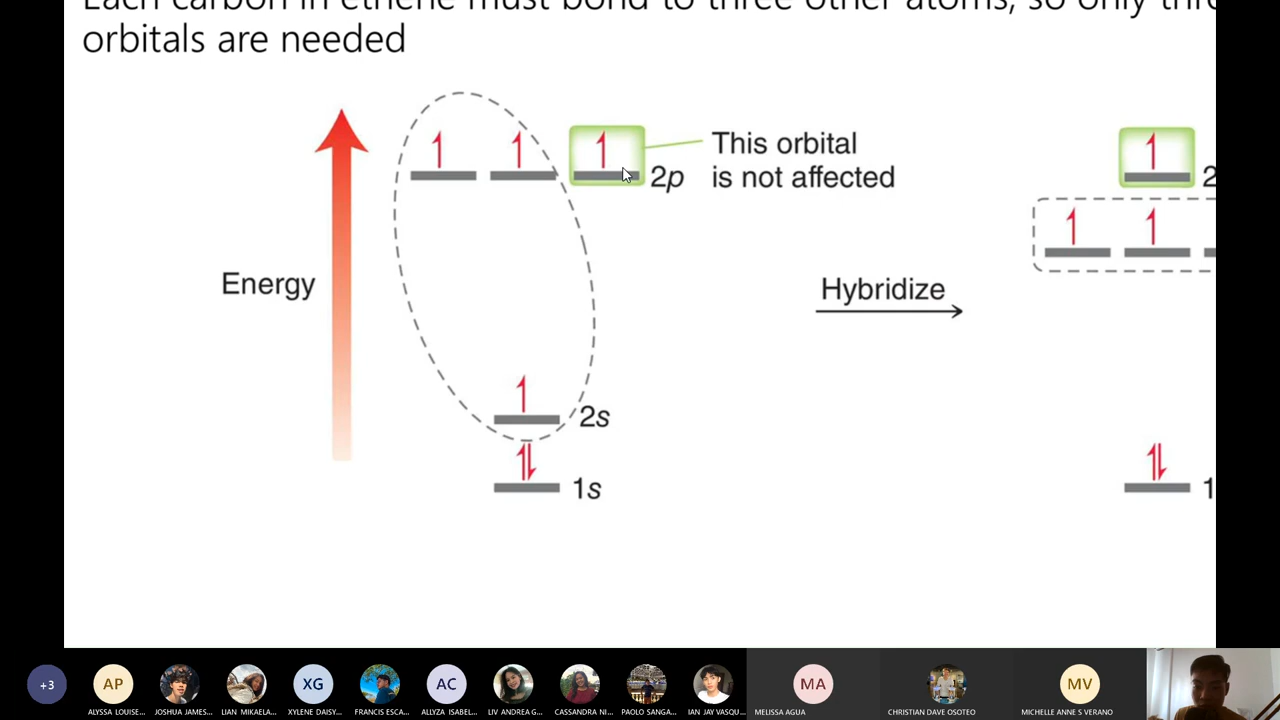 Each carbon in ethene must bond to three other atoms, so only thre
orbitals are needed
This orbital
is not affected
2p
2
Energy
Hybridize
2s
1s
1
+3
AP
XG
AC
MA
MV
ALYSSA LOUISE...
JOSHUA JAMES...
LIAN MIKAELA...
XYLENE DAISY...
FRANCIS ESCA...
ALLYZA ISABEL...
LIV ANDREA G...
CASSANDRA NI...
PAOLO SANGA...
IAN JAY VASQU...
MELISSA AGUA
CHRISTIAN DAVE OSOTEO
MICHELLE ANNE S VERANO